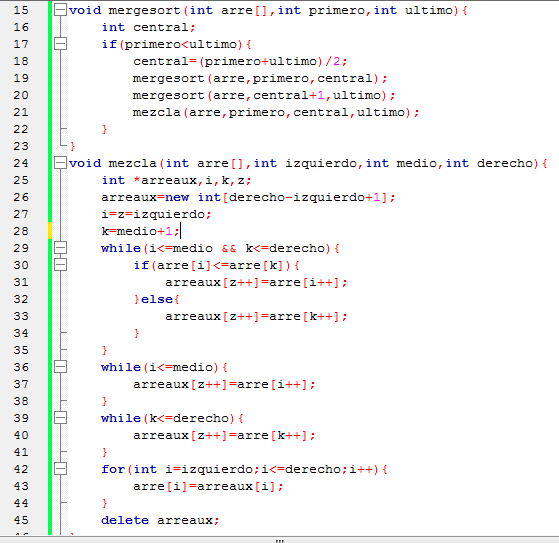 15 void mergesort(int arre[],int primero,int ultimo){
16 int central;
17 if(primero<ultimo){
18 central=(primero+ultimo)/2;
19 mergesort(arre,primero,central);
20 mergesort(arre,central+1,ultimo);
21 mezcla(arre,primero,central,ultimo);
22 }
23 }
24 void mezcla(int arre[],int izquierdo,int medio,int derecho){
25 int *arreaux,i,k,z;
26 arreaux=new int[derecho-izquierdo+1];
27 i=z=izquierdo;
28 k=medio+1;
29 while(i<=medio && k<=derecho){
30 if(arre[i]<=arre[k]){
31 arreaux[z++]=arre[i++];
32 }else{
33 arreaux[z++]=arre[k++];
34 }
35 }
36 while(i<=medio){
37 arreaux[z++]=arre[i++];
38 }
39 while(k<=derecho){
40 arreaux[z++]=arre[k++];
41 }
42 for(int i=izquierdo;i<=derecho;i++){
43 arre[i]=arreaux[i];
44 }
45 delete arreaux;